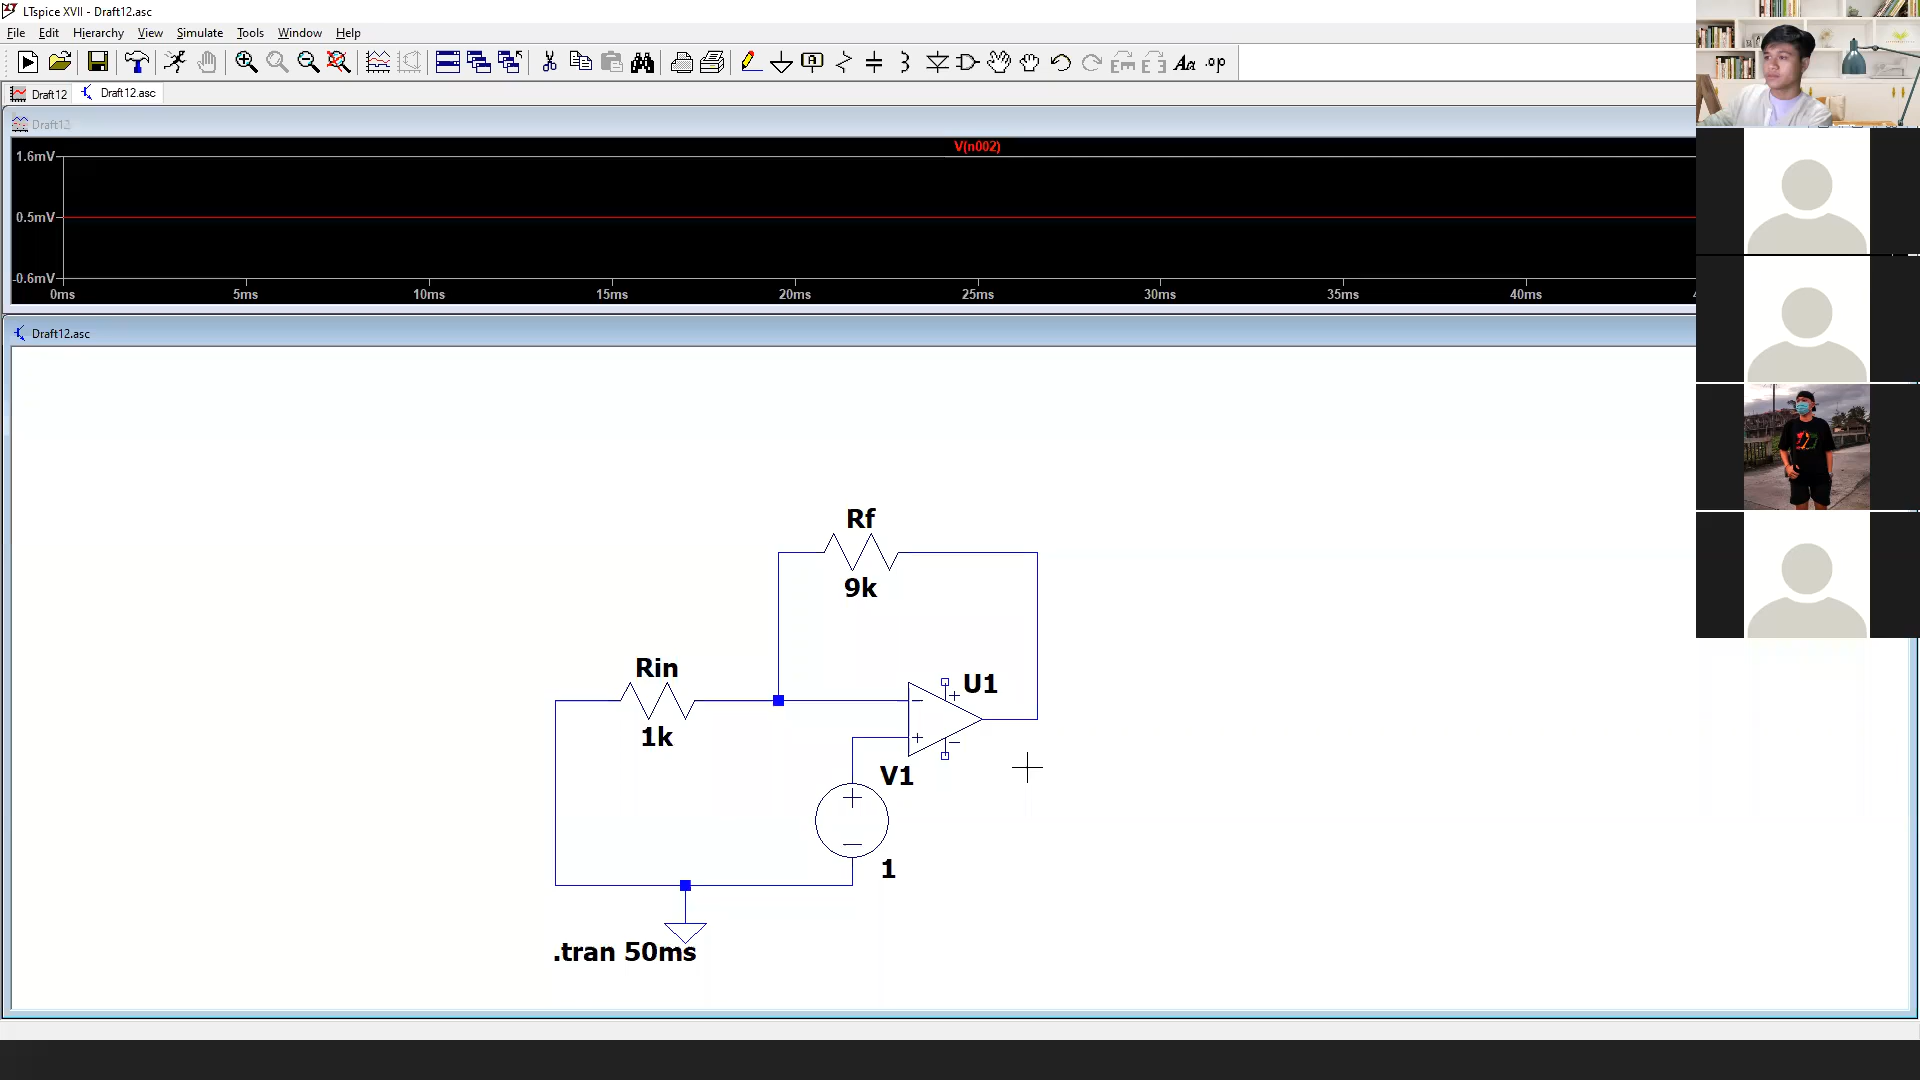 LTspice XVII - Draft12.asc
File Edit Hierarchy View Simulate Tools Window Help
Aa .op
Draft12 Draft12.asc
Draft12
V(n002)
1.6mV
0.5mV
-0.6mV
0ms 5ms 10ms 15ms 20ms 25ms 30ms 35ms 40ms
Draft12.asc
Rf
9k
Rin
1k
U1
V1
1
.tran 50ms